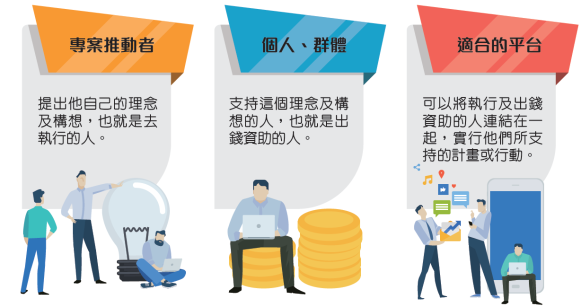 專案推動者
提出他自己的理念
及構想，也就是去
執行的人。
個人、群體
支持這個理念及構
想的人，也就是出
錢資助的人。
適合的平台
可以將執行及出錢
資助的人連結在一
起，實行他們所支
持的計畫或行動。